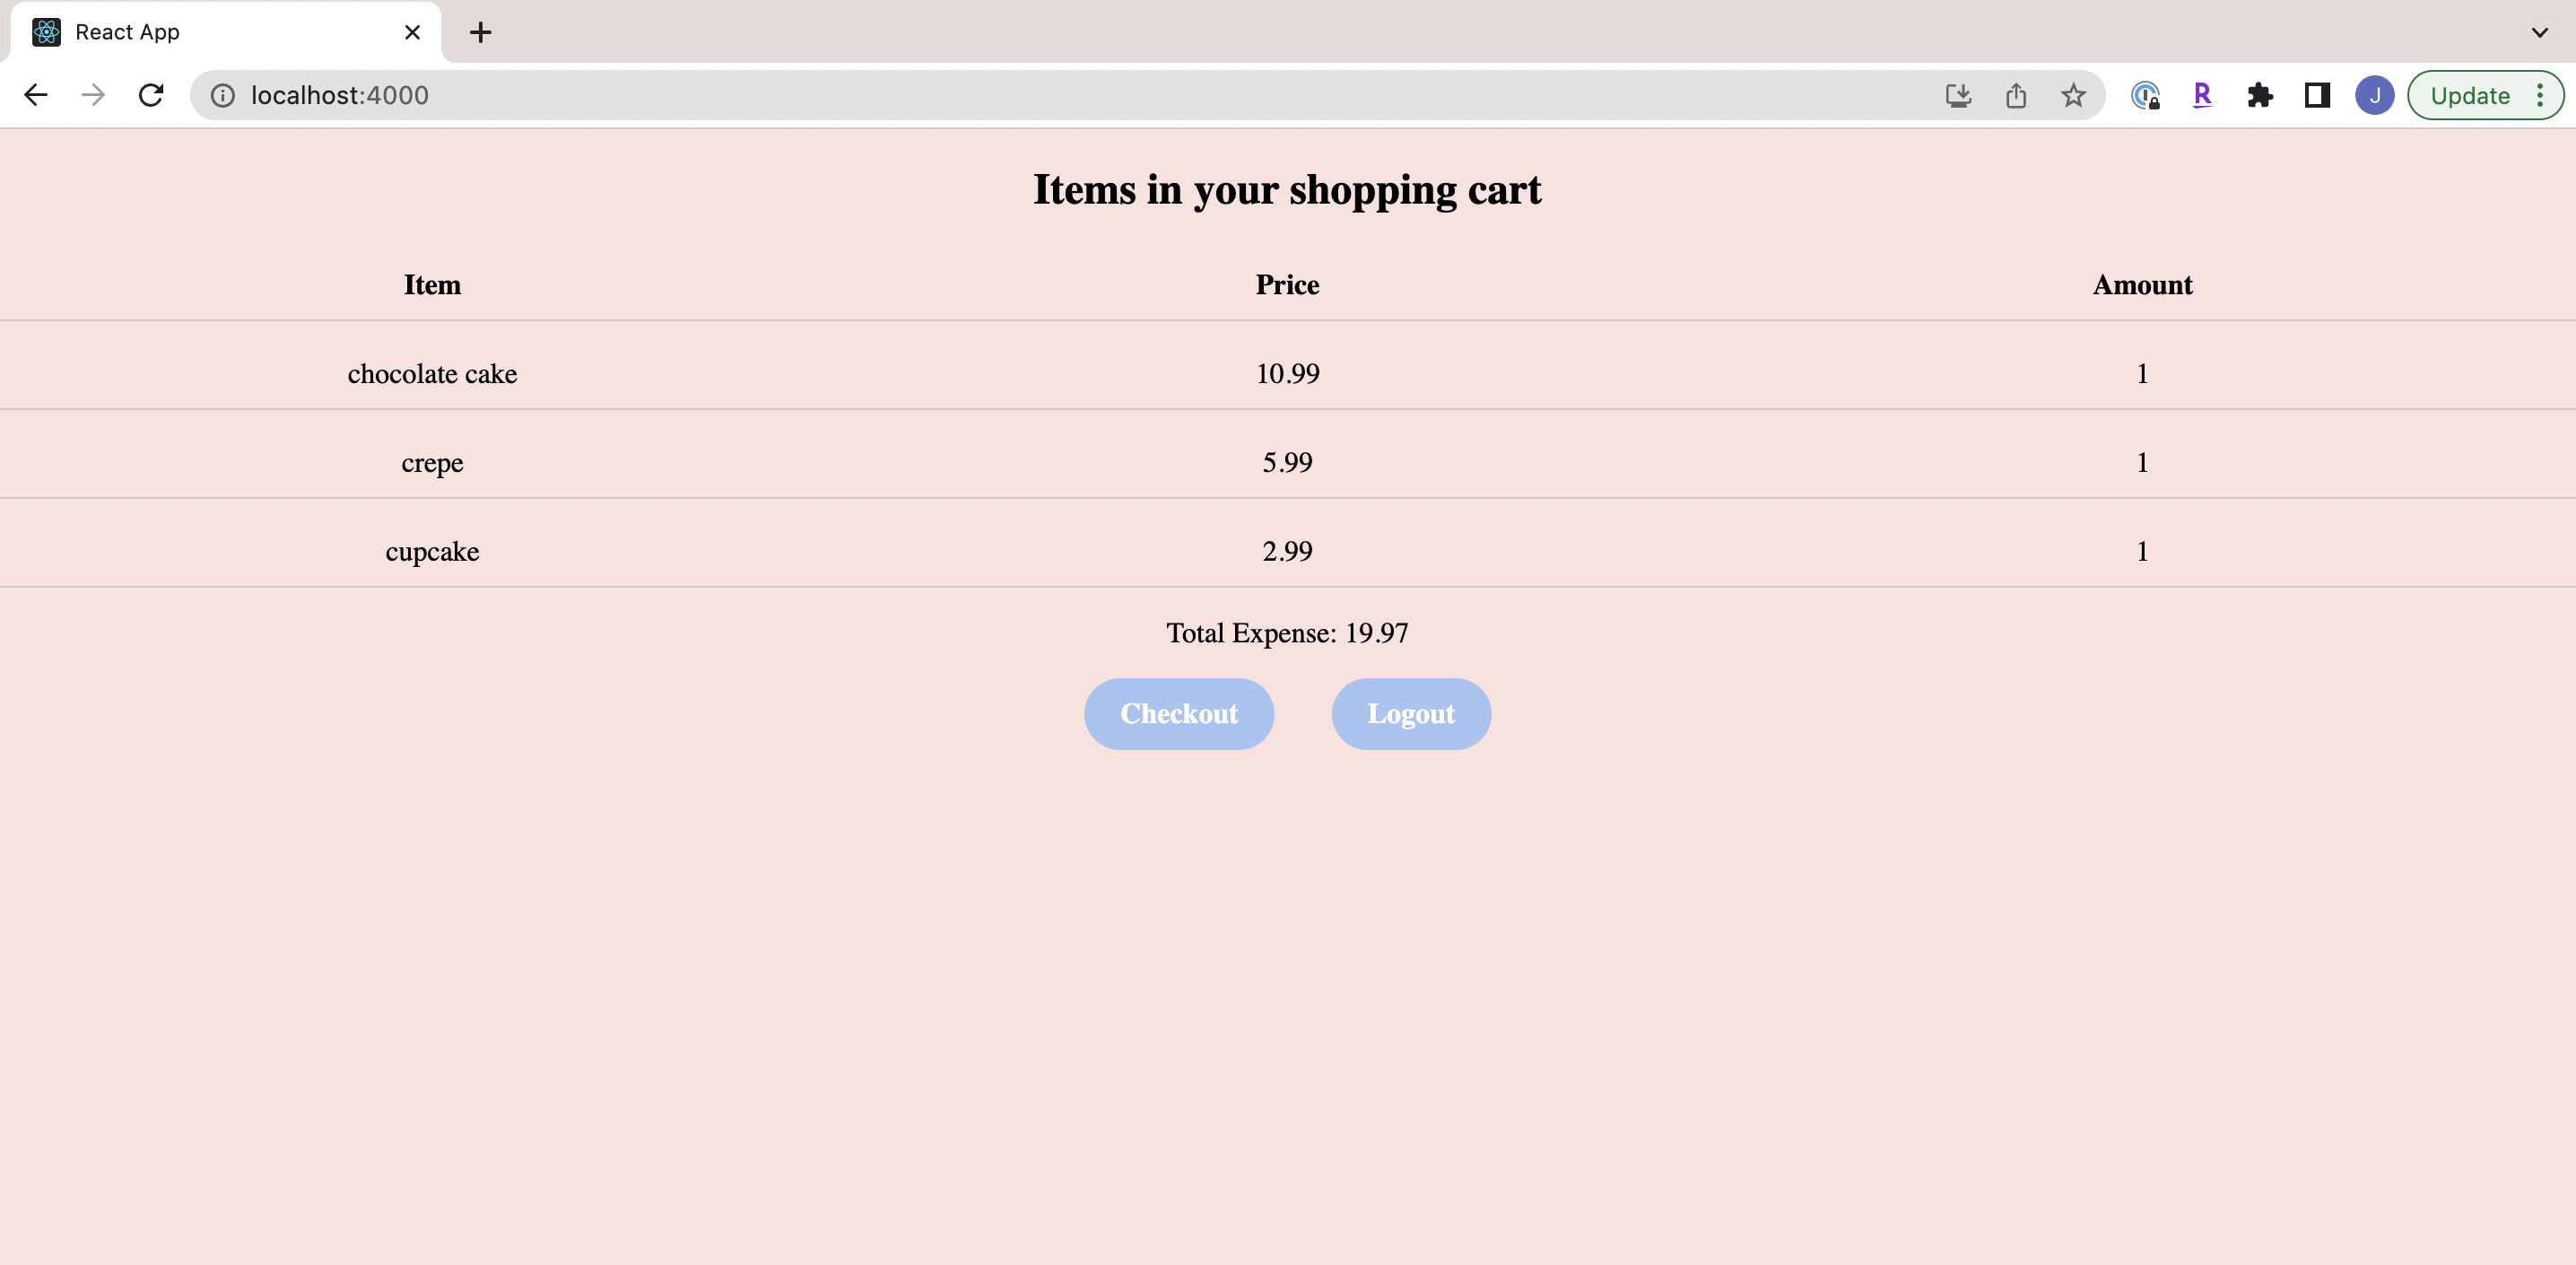 React App
localhost:4000
R
J
Update
Items in your shopping cart
Item Price Amount
chocolate cake 10.99 1
crepe 5.99 1
cupcake 2.99 1
Total Expense: 19.97
Checkout Logout